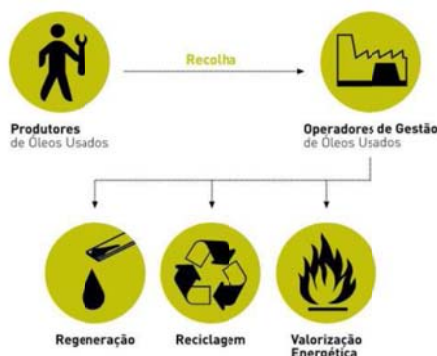 Recolha
Produtores
de Óleos Usados
Operadores de Gestão
de Óleos Usados
Regeneração
Reciclagem
Valorização
Energética